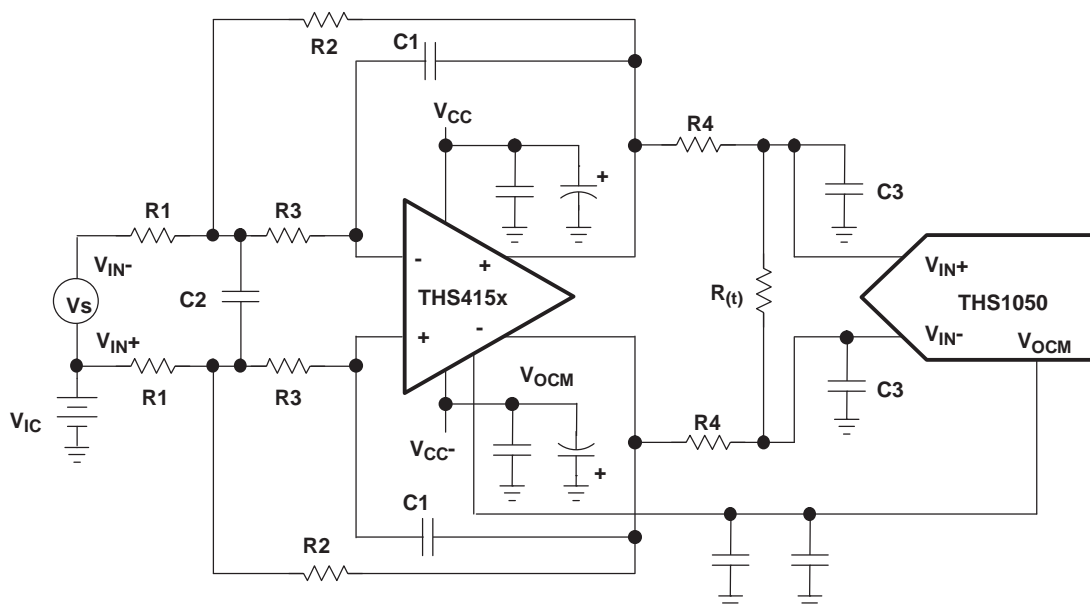 R2
C1
VCC
R4
+
C3
R1
R3
VIN-
-
+
VIN+
C2
THS415x
R(t)
THS1050
Vs
VIN+
+
-
VIN-
VOCM
R1
R3
VOCM
C3
VIC
R4
VCC-
+
C1
R2